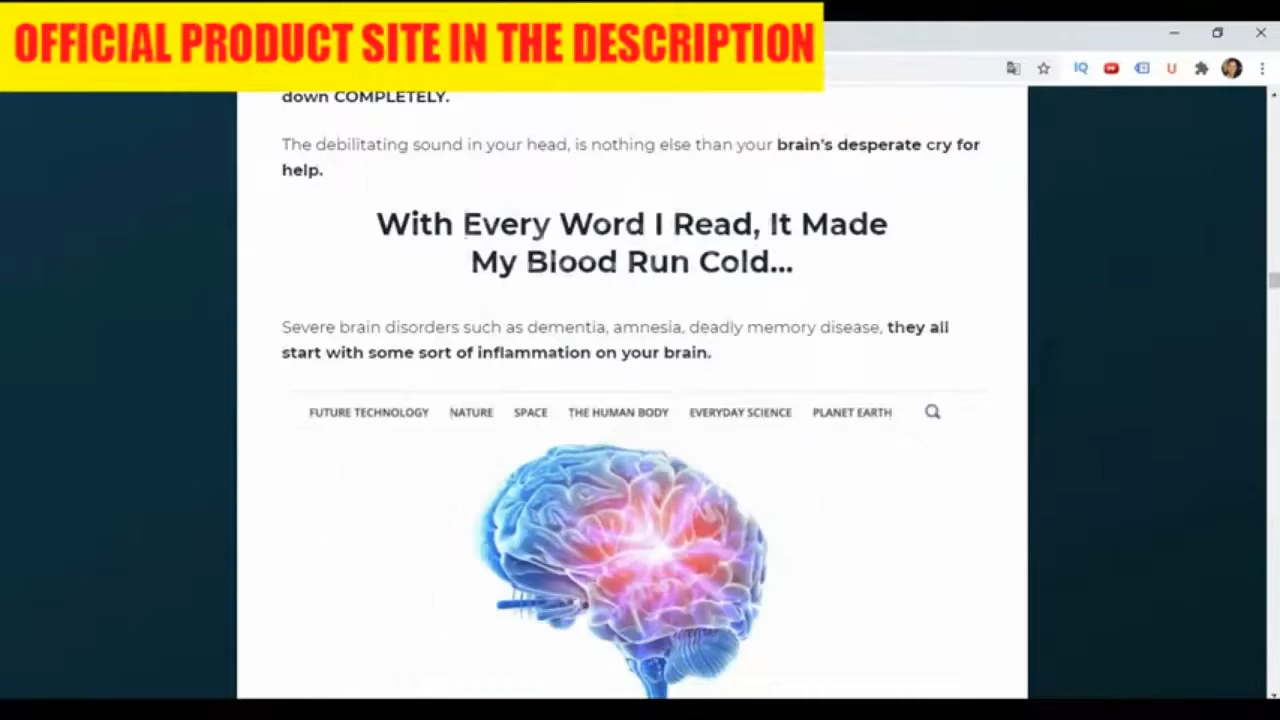 OFFICIAL PRODUCT SITE IN THE DESCRIPTION
IQ
U
down COMPLETELY.
The debilitating sound in your head, is nothing else than your brain's desperate cry for
help.
With Every Word I Read, It Made
My Blood Run Cold...
Severe brain disorders such as dementia, amnesia, deadly memory disease, they all
start with some sort of inflammation on your brain.
FUTURE TECHNOLOGY NATURE SPACE THE HUMAN BODY EVERYDAY SCIENCE PLANET EARTH